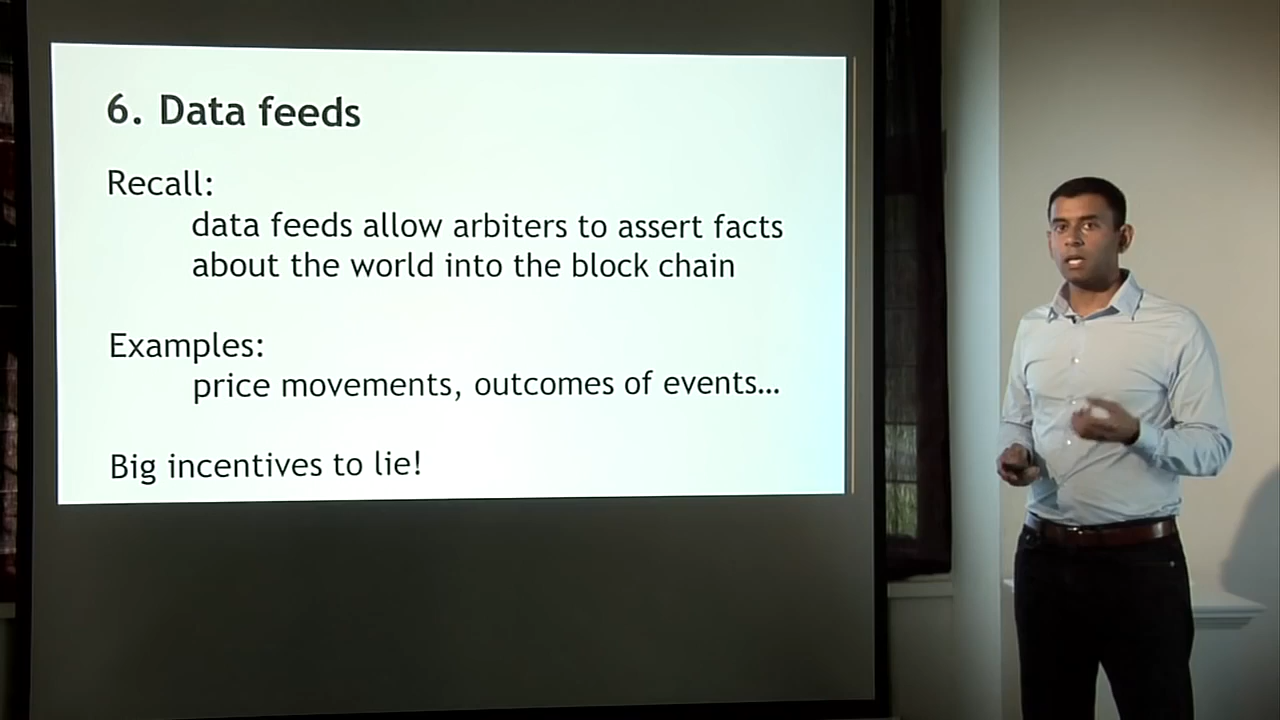 6. Data feeds
Recall:
data feeds allow arbiters to assert facts
about the world into the block chain
Examples:
price movements, outcomes of events…
Big incentives to lie!